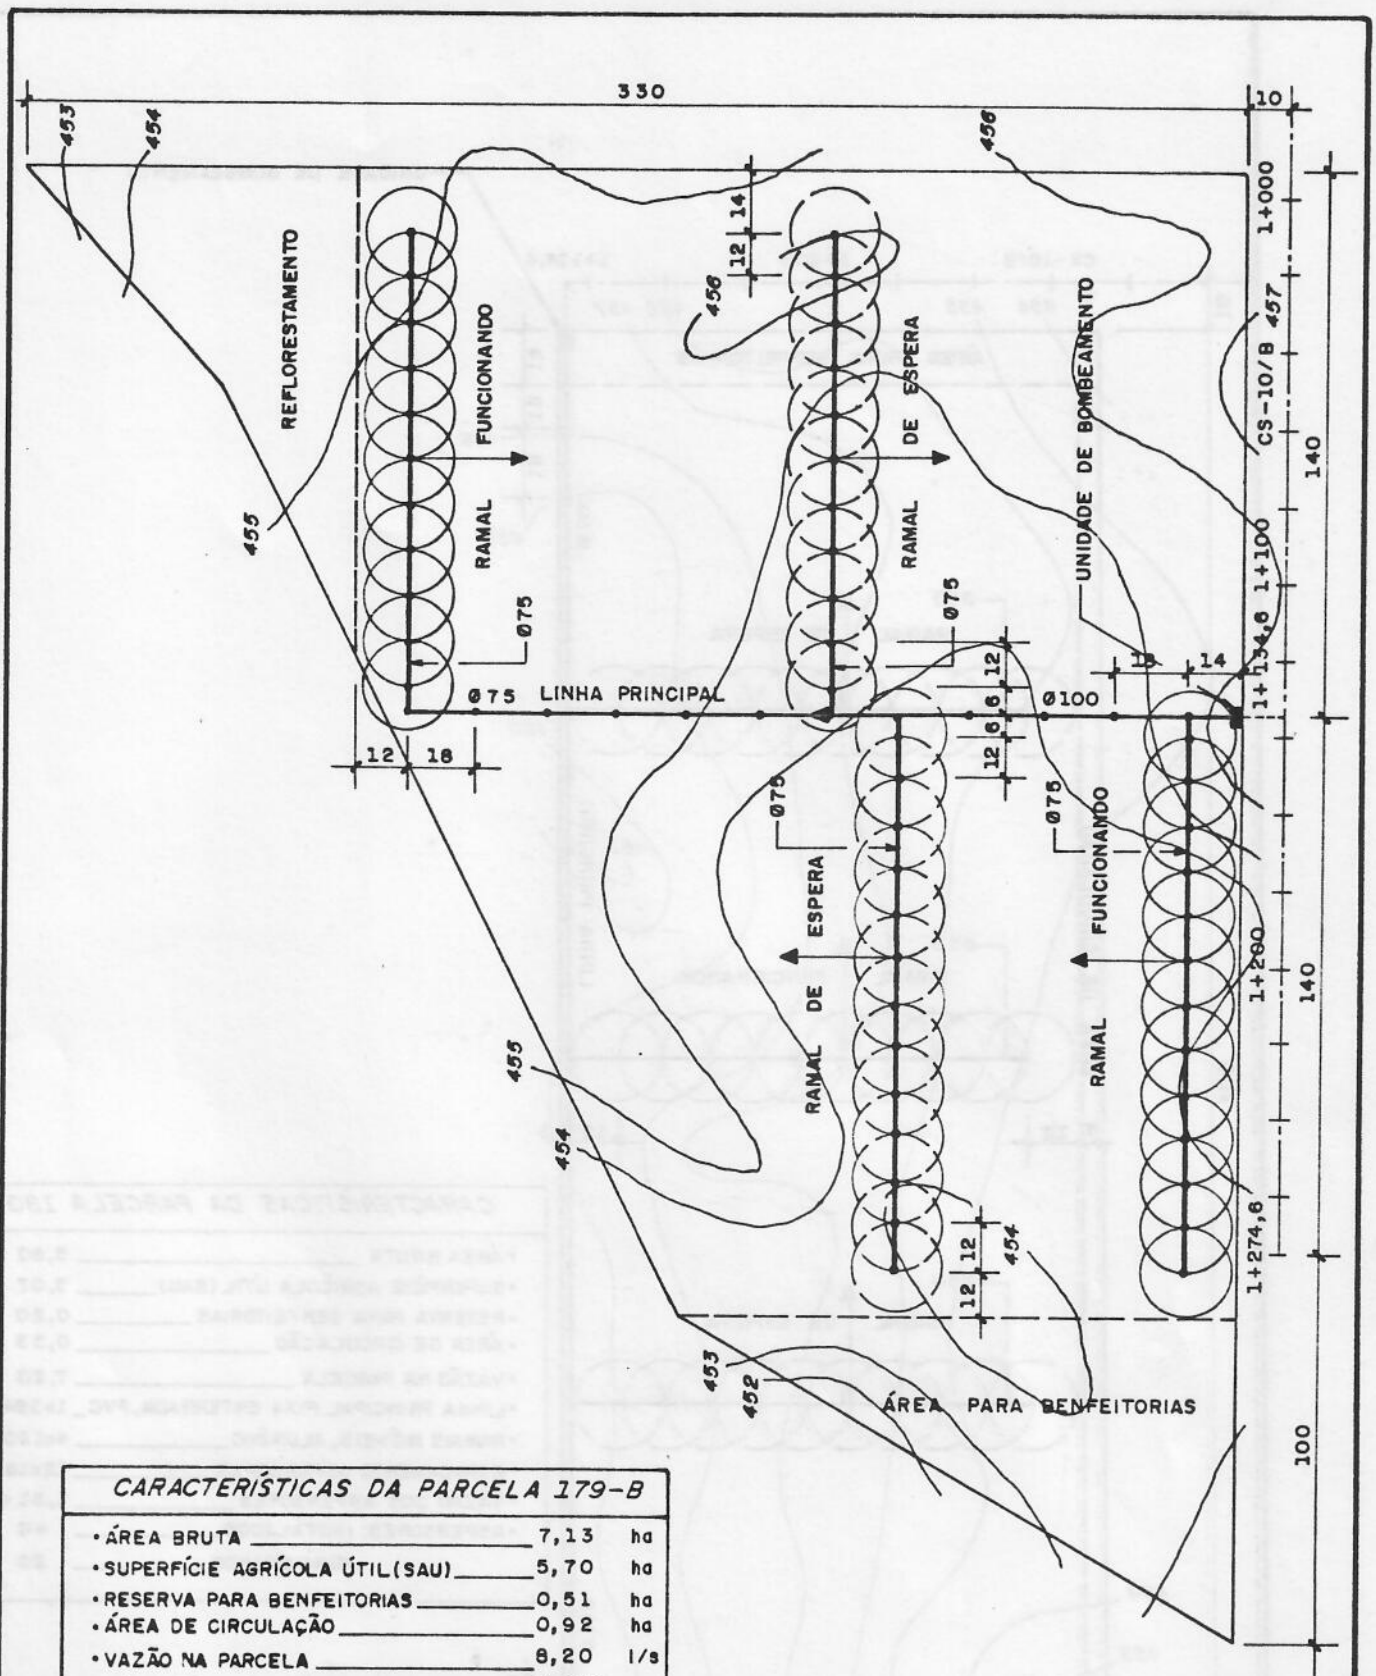 330
10
453
454
456
1+000
14
12
REFLORESTAMENTO
FUNCIONANDO
RAMAL
456
DE ESPERA
RAMAL
UNIDADE DE BOMBEAMENTO
457
CS-10/B
140
455
1+100
1+134,6
Ø75
Ø75
12
6
6
12
14
Ø75
LINHA PRINCIPAL
Ø100
12
18
Ø75
Ø75
RAMAL DE ESPERA
RAMAL FUNCIONANDO
1+200
140
455
454
12
12
454
1+274,6
453
452
ÁREA PARA BENFEITORIAS
100
CARACTERÍSTICAS DA PARCELA 179-B
• ÁREA BRUTA 7,13 ha
• SUPERFÍCIE AGRÍCOLA ÚTIL(SAU) 5,70 ha
• RESERVA PARA BENFEITORIAS 0,51 ha
• ÁREA DE CIRCULAÇÃO 0,92 ha
• VAZÃO NA PARCELA 8,20 l/s